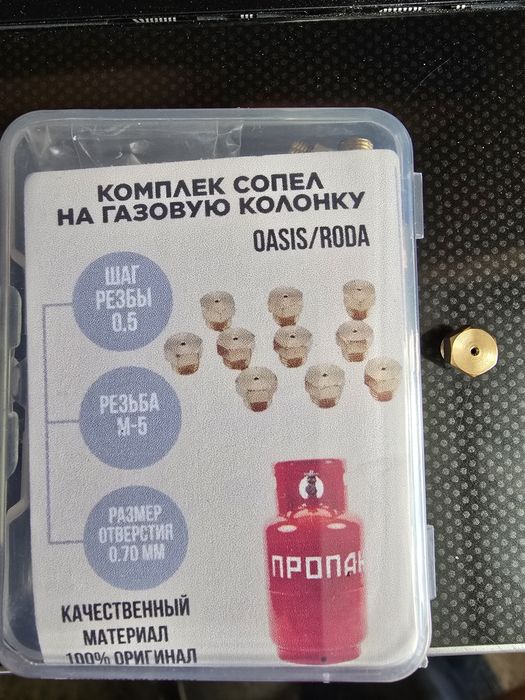 КОМПЛЕК СОПЕЛ
НА ГАЗОВУЮ КОЛОНКУ
OASIS/RODA
ШАГ
РЕЗБЫ
0.5
РЕЗЬБА
М-5
РАЗМЕР
ОТВЕРСТИЯ
0.70 ММ
ПРОПАН
КАЧЕСТВЕННЫЙ
МАТЕРИАЛ
100% ОРИГИНАЛ